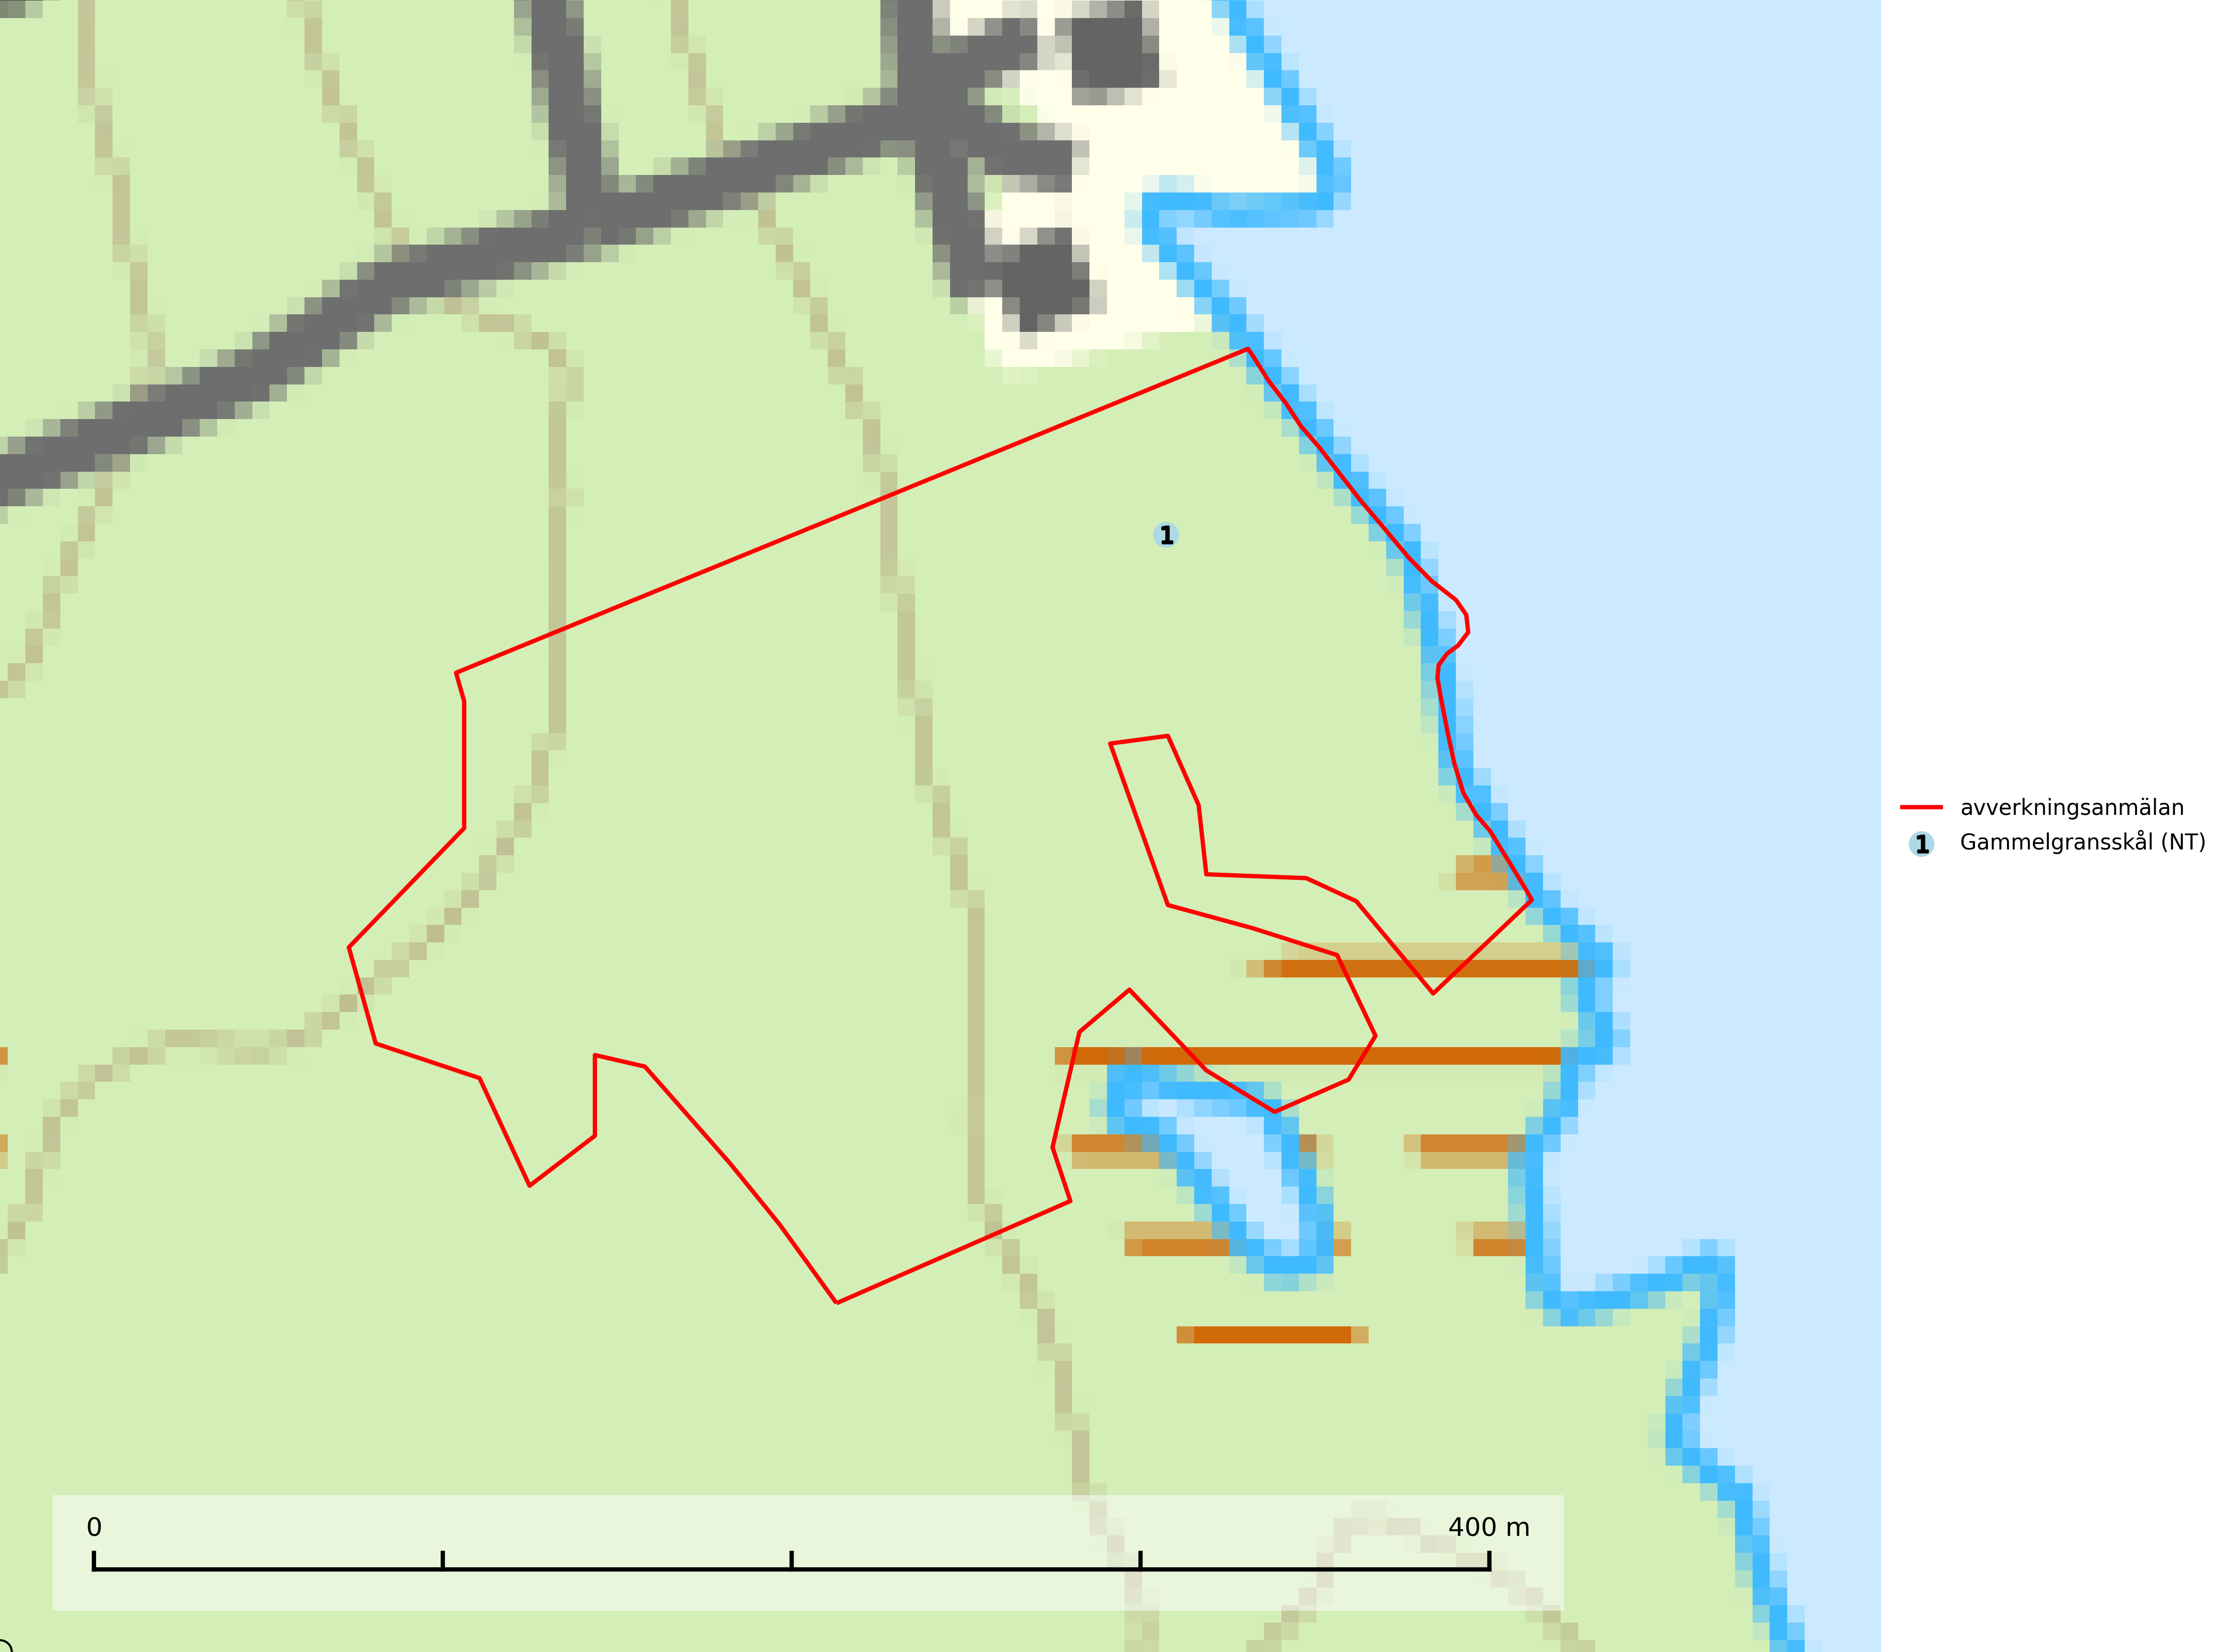 1
avverkningsanmälan
1 Gammelgransskål (NT)
0 400 m